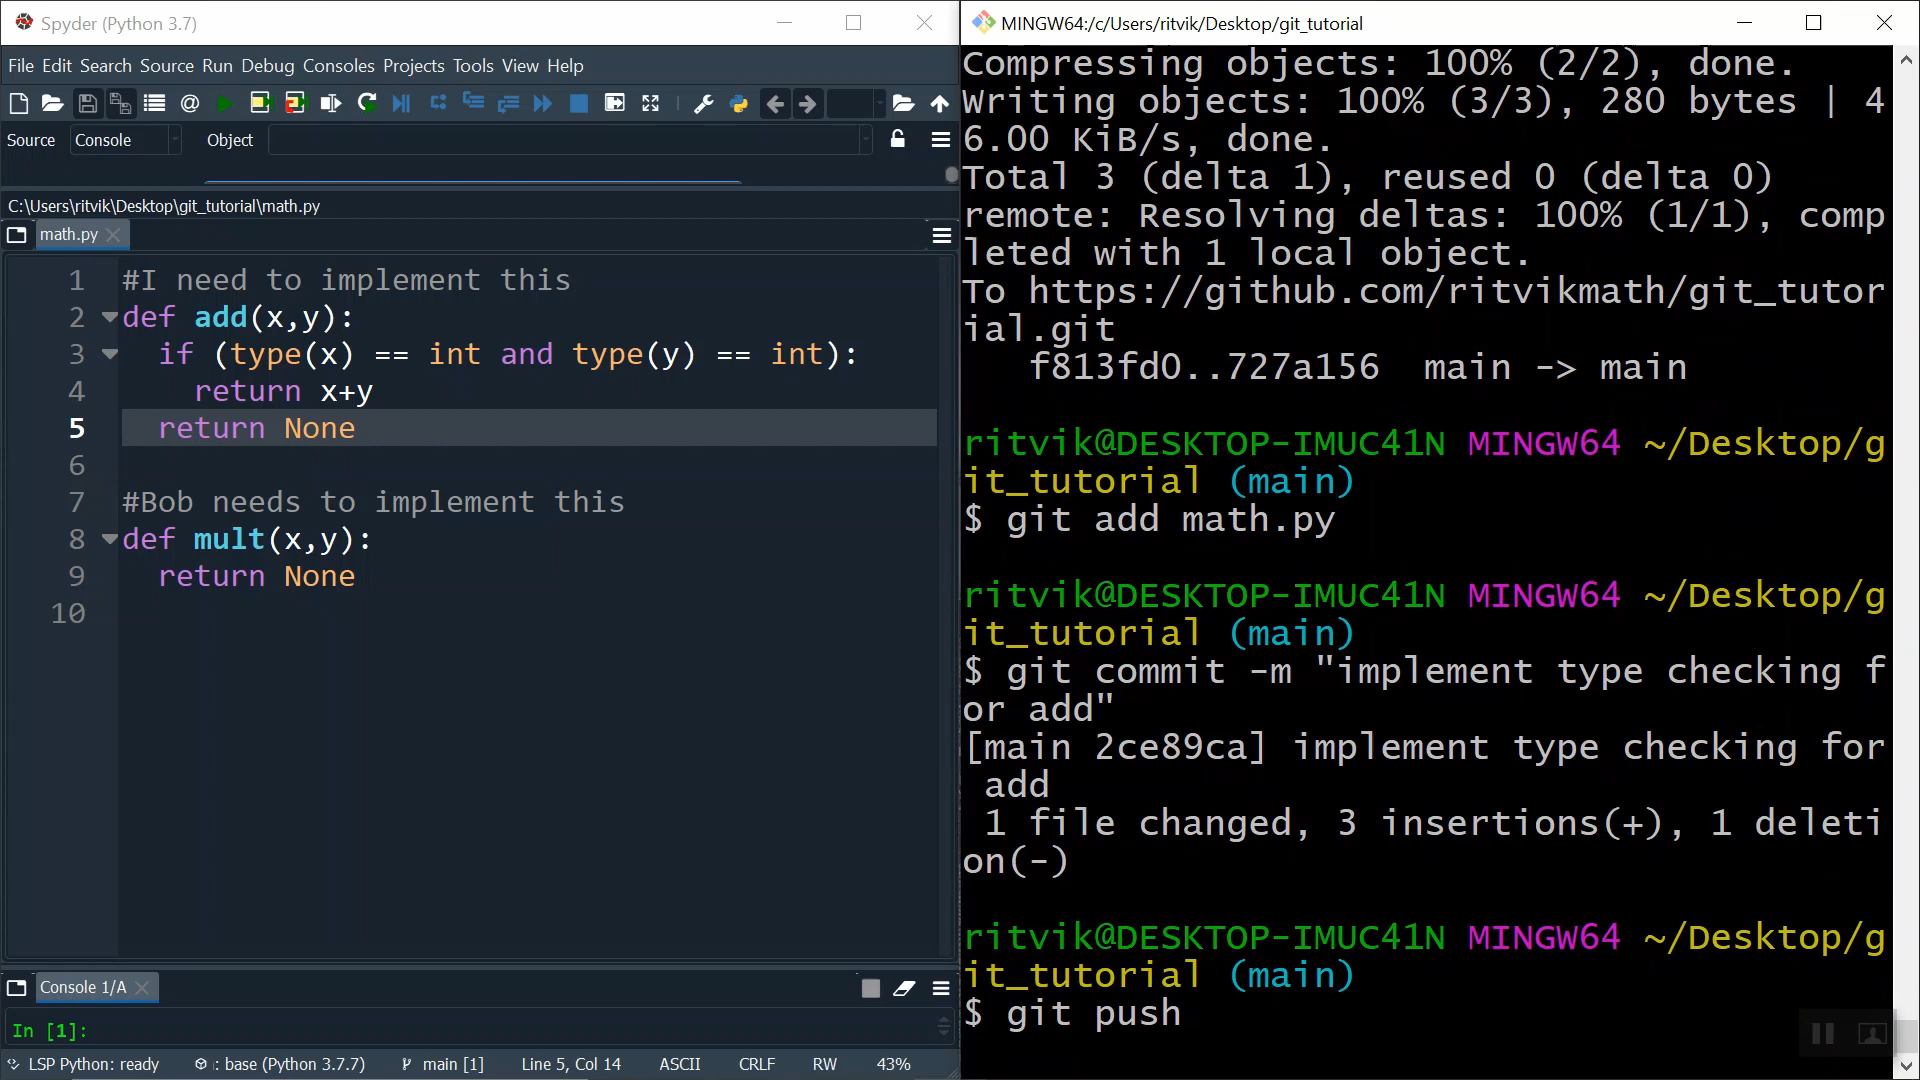 Spyder (Python 3.7)
File Edit Search Source Run Debug Consoles Projects Tools View Help
Source Console Object
C:\Users\ritvik\Desktop\git_tutorial\math.py
math.py
1 #I need to implement this
2 def add(x,y):
3 if (type(x) == int and type(y) == int):
4 return x+y
5 return None
6
7 #Bob needs to implement this
8 def mult(x,y):
9 return None
10
Console 1/A
In [1]:
LSP Python: ready : base (Python 3.7.7) main [1] Line 5, Col 14 ASCII CRLF RW 43%
MINGW64:/c/Users/ritvik/Desktop/git_tutorial
Compressing objects: 100% (2/2), done.
Writing objects: 100% (3/3), 280 bytes | 4
6.00 KiB/s, done.
Total 3 (delta 1), reused 0 (delta 0)
remote: Resolving deltas: 100% (1/1), comp
leted with 1 local object.
To https://github.com/ritvikmath/git_tutor
ial.git
f813fd0..727a156 main -> main
ritvik@DESKTOP-IMUC41N MINGW64 ~/Desktop/g
it_tutorial (main)
$ git add math.py
ritvik@DESKTOP-IMUC41N MINGW64 ~/Desktop/g
it_tutorial (main)
$ git commit -m "implement type checking f
or add"
[main 2ce89ca] implement type checking for
add
1 file changed, 3 insertions(+), 1 deleti
on(-)
ritvik@DESKTOP-IMUC41N MINGW64 ~/Desktop/g
it_tutorial (main)
$ git push